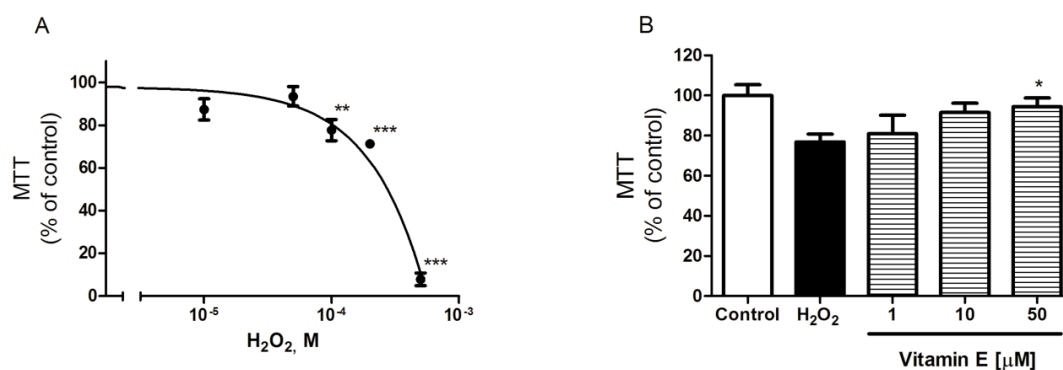 A
MTT
(% of control)
100
80
60
40
20
0
**
***
***
10⁻⁵
10⁻⁴
10⁻³
H₂O₂, M
B
MTT
(% of control)
120
100
80
60
40
20
0
*
Control
H₂O₂
1
10
50
Vitamin E [μM]